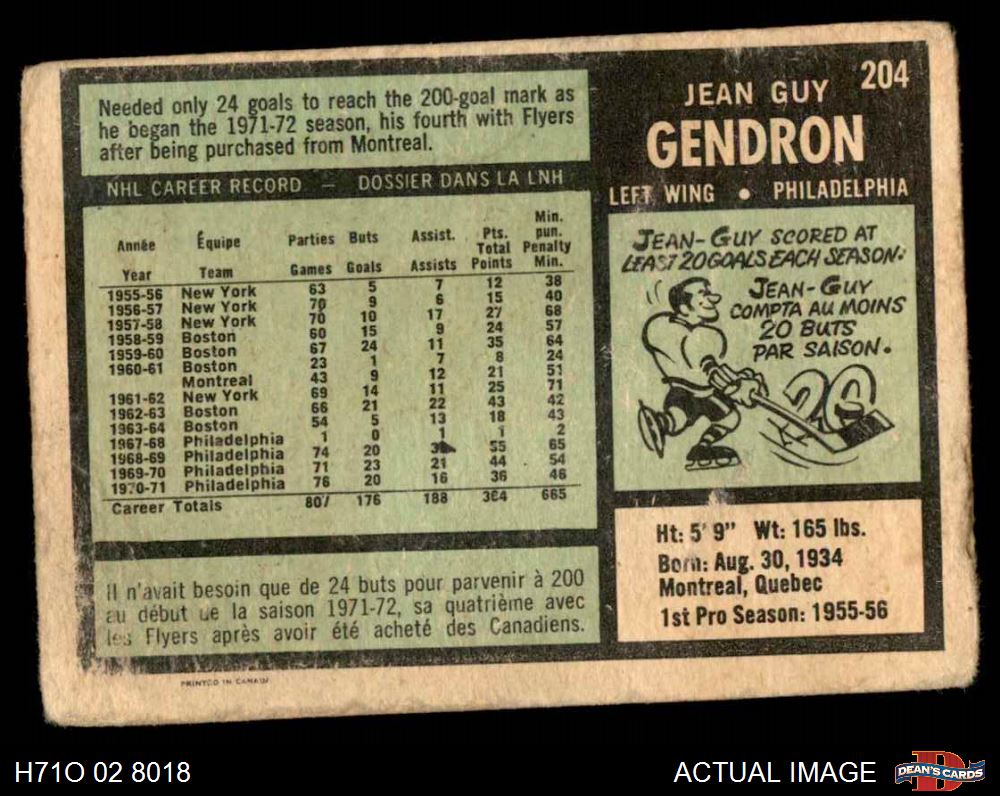 204
JEAN GUY
GENDRON
LEFT WING • PHILADELPHIA
Needed only 24 goals to reach the 200-goal mark as
he began the 1971-72 season, his fourth with Flyers
after being purchased from Montreal.
NHL CAREER RECORD — DOSSIER DANS LA LNH
Année Équipe Parties Buts Assist. Pts. Total Min. pun.
Year Team Games Goals Assists Points Penalty Min.
1955-56 New York 63 5 7 12 38
1956-57 New York 70 9 6 15 40
1957-58 New York 70 10 17 27 68
1958-59 Boston 60 15 9 24 57
1959-60 Boston 67 24 11 35 64
1960-61 Boston 23 1 7 8 24
Montreal 43 9 12 21 51
1961-62 New York 69 14 11 25 71
1962-63 Boston 66 21 22 43 42
1963-64 Boston 54 5 13 18 43
1967-68 Philadelphia 1 0 1 1 2
1968-69 Philadelphia 74 20 55 65
1969-70 Philadelphia 71 23 21 44 54
1970-71 Philadelphia 76 20 16 36 46
Career Totals 807 176 188 364 665
Il n'avait besoin que de 24 buts pour parvenir à 200
au début de la saison 1971-72, sa quatrième avec
les Flyers après avoir été acheté des Canadiens.
JEAN-GUY SCORED AT
LEAST 20 GOALS EACH SEASON.
JEAN-GUY
COMPTA AU MOINS
20 BUTS
PAR SAISON.
20
Ht: 5' 9" Wt: 165 lbs.
Born: Aug. 30, 1934
Montreal, Quebec
1st Pro Season: 1955-56
PRINTED IN CANADA
H71O 02 8018
ACTUAL IMAGE
DEAN'S CARDS